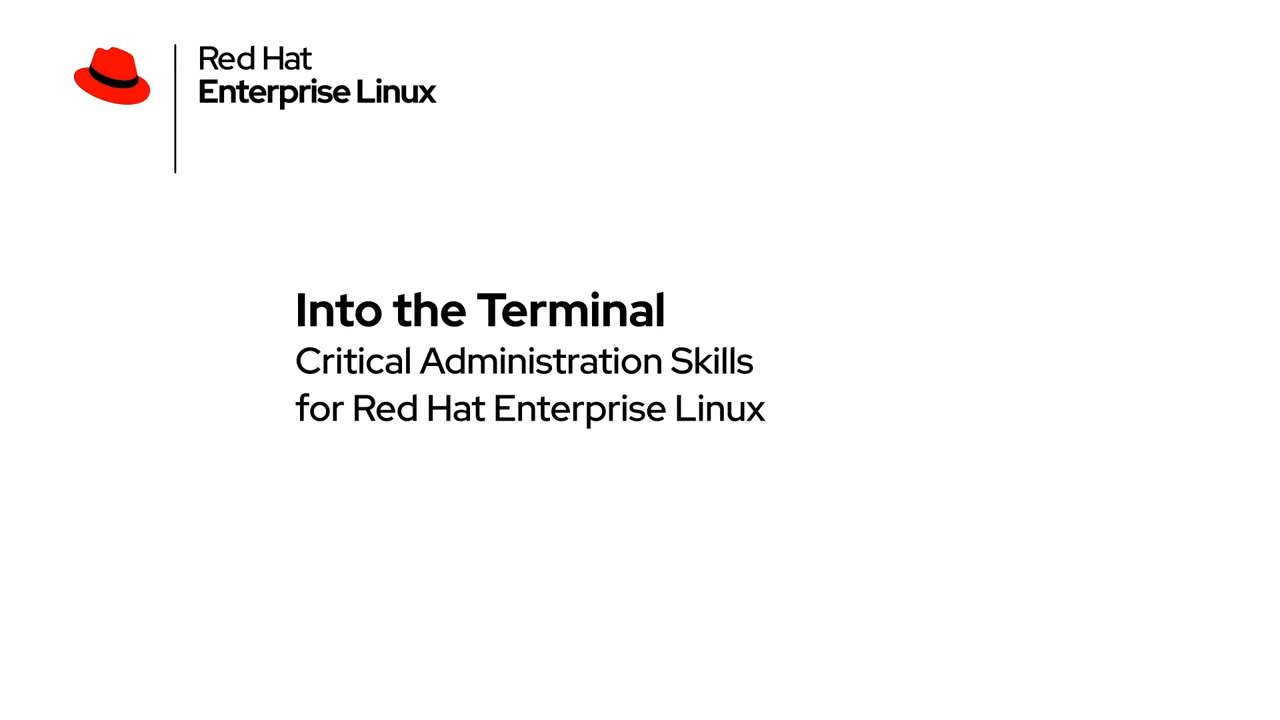 Red Hat
Enterprise Linux
Into the Terminal
Critical Administration Skills
for Red Hat Enterprise Linux